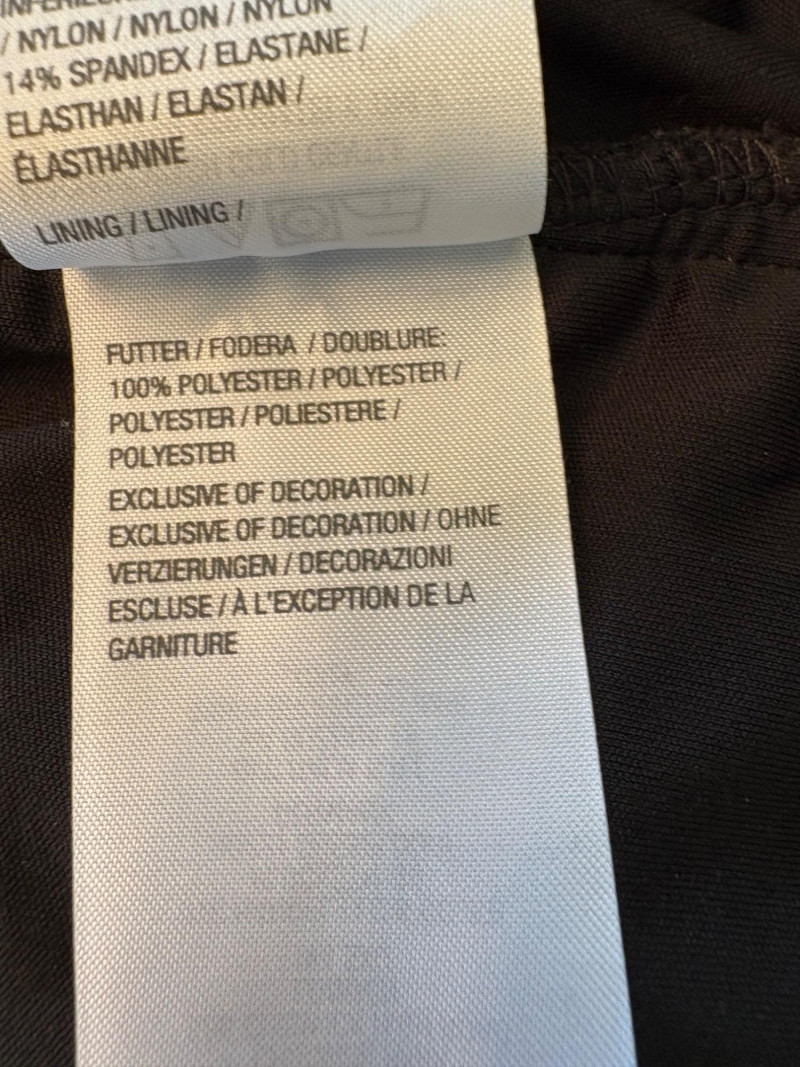 / NYLON / NYLON / NYLON
14% SPANDEX / ELASTANE /
ELASTHAN / ELASTAN /
ÉLASTHANNE
LINING / LINING /
FUTTER / FODERA / DOUBLURE:
100% POLYESTER / POLYESTER /
POLYESTER / POLIESTERE /
POLYESTER
EXCLUSIVE OF DECORATION /
EXCLUSIVE OF DECORATION / OHNE
VERZIERUNGEN / DECORAZIONI
ESCLUSE / À L'EXCEPTION DE LA
GARNITURE